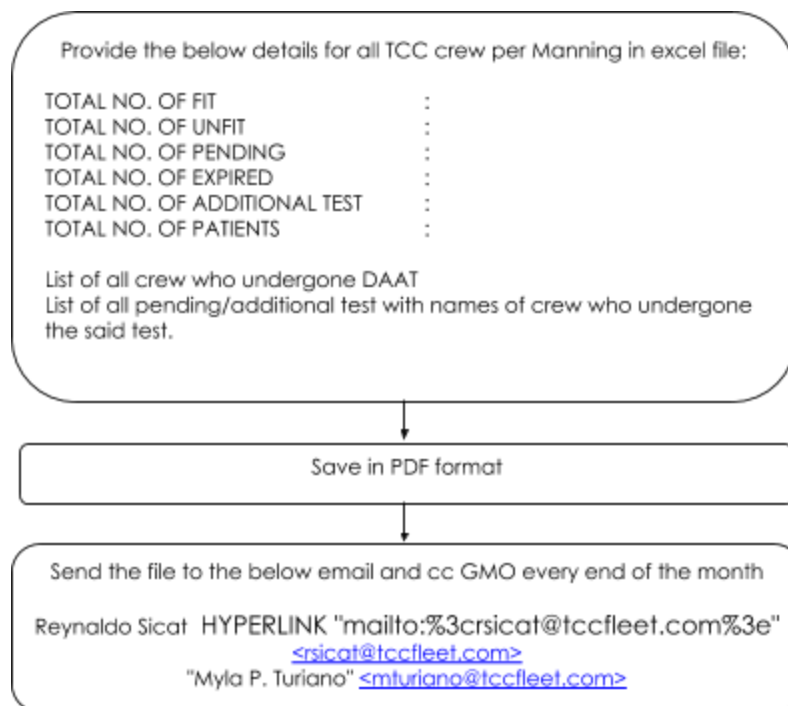 Provide the below details for all TCC crew per Manning in excel file:
TOTAL NO. OF FIT :
TOTAL NO. OF UNFIT :
TOTAL NO. OF PENDING :
TOTAL NO. OF EXPIRED :
TOTAL NO. OF ADDITIONAL TEST :
TOTAL NO. OF PATIENTS :
List of all crew who undergone DAAT
List of all pending/additional test with names of crew who undergone
the said test.
Save in PDF format
Send the file to the below email and cc GMO every end of the month
Reynaldo Sicat HYPERLINK "mailto:%3crsicat@tccfleet.com%3e"
<rsicat@tccfleet.com>
"Myla P. Turiano" <mturiano@tccfleet.com>